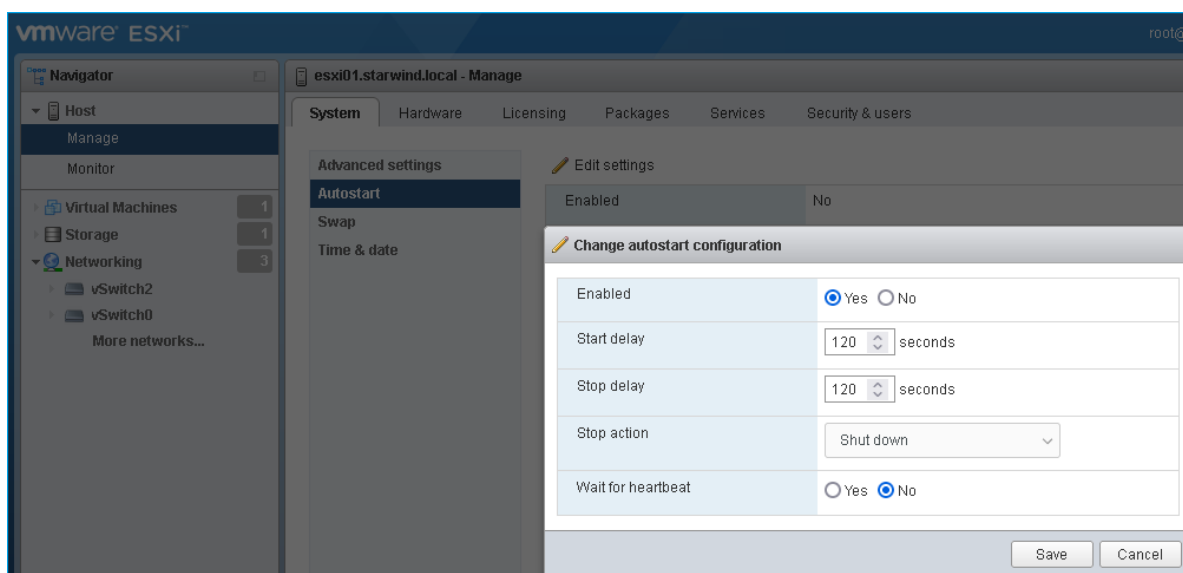 vmware ESXi™
root@
Navigator
esxi01.starwind.local - Manage
Host
Manage
Monitor
Virtual Machines 1
Storage 1
Networking 3
vSwitch2
vSwitch0
More networks...
System Hardware Licensing Packages Services Security & users
Advanced settings
Autostart
Swap
Time & date
Edit settings
Enabled No
Change autostart configuration
Enabled Yes No
Start delay 120 seconds
Stop delay 120 seconds
Stop action Shut down
Wait for heartbeat Yes No
Save Cancel